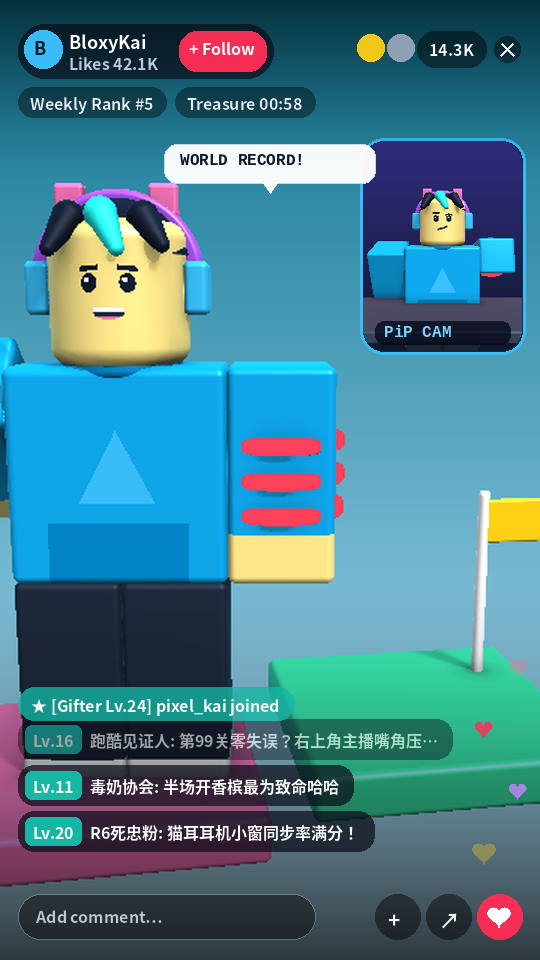 B
BloxyKai
Likes 42.1K
+ Follow
14.3K
Weekly Rank #5
Treasure 00:58
WORLD RECORD!
PiP CAM
★ [Gifter Lv.24] pixel_kai joined
Lv.16 跑酷见证人: 第99关零失误？右上角主播嘴角压…
Lv.11 毒奶协会: 半场开香槟最为致命哈哈
Lv.20 R6死忠粉: 猫耳耳机小窗同步率满分！
Add comment...